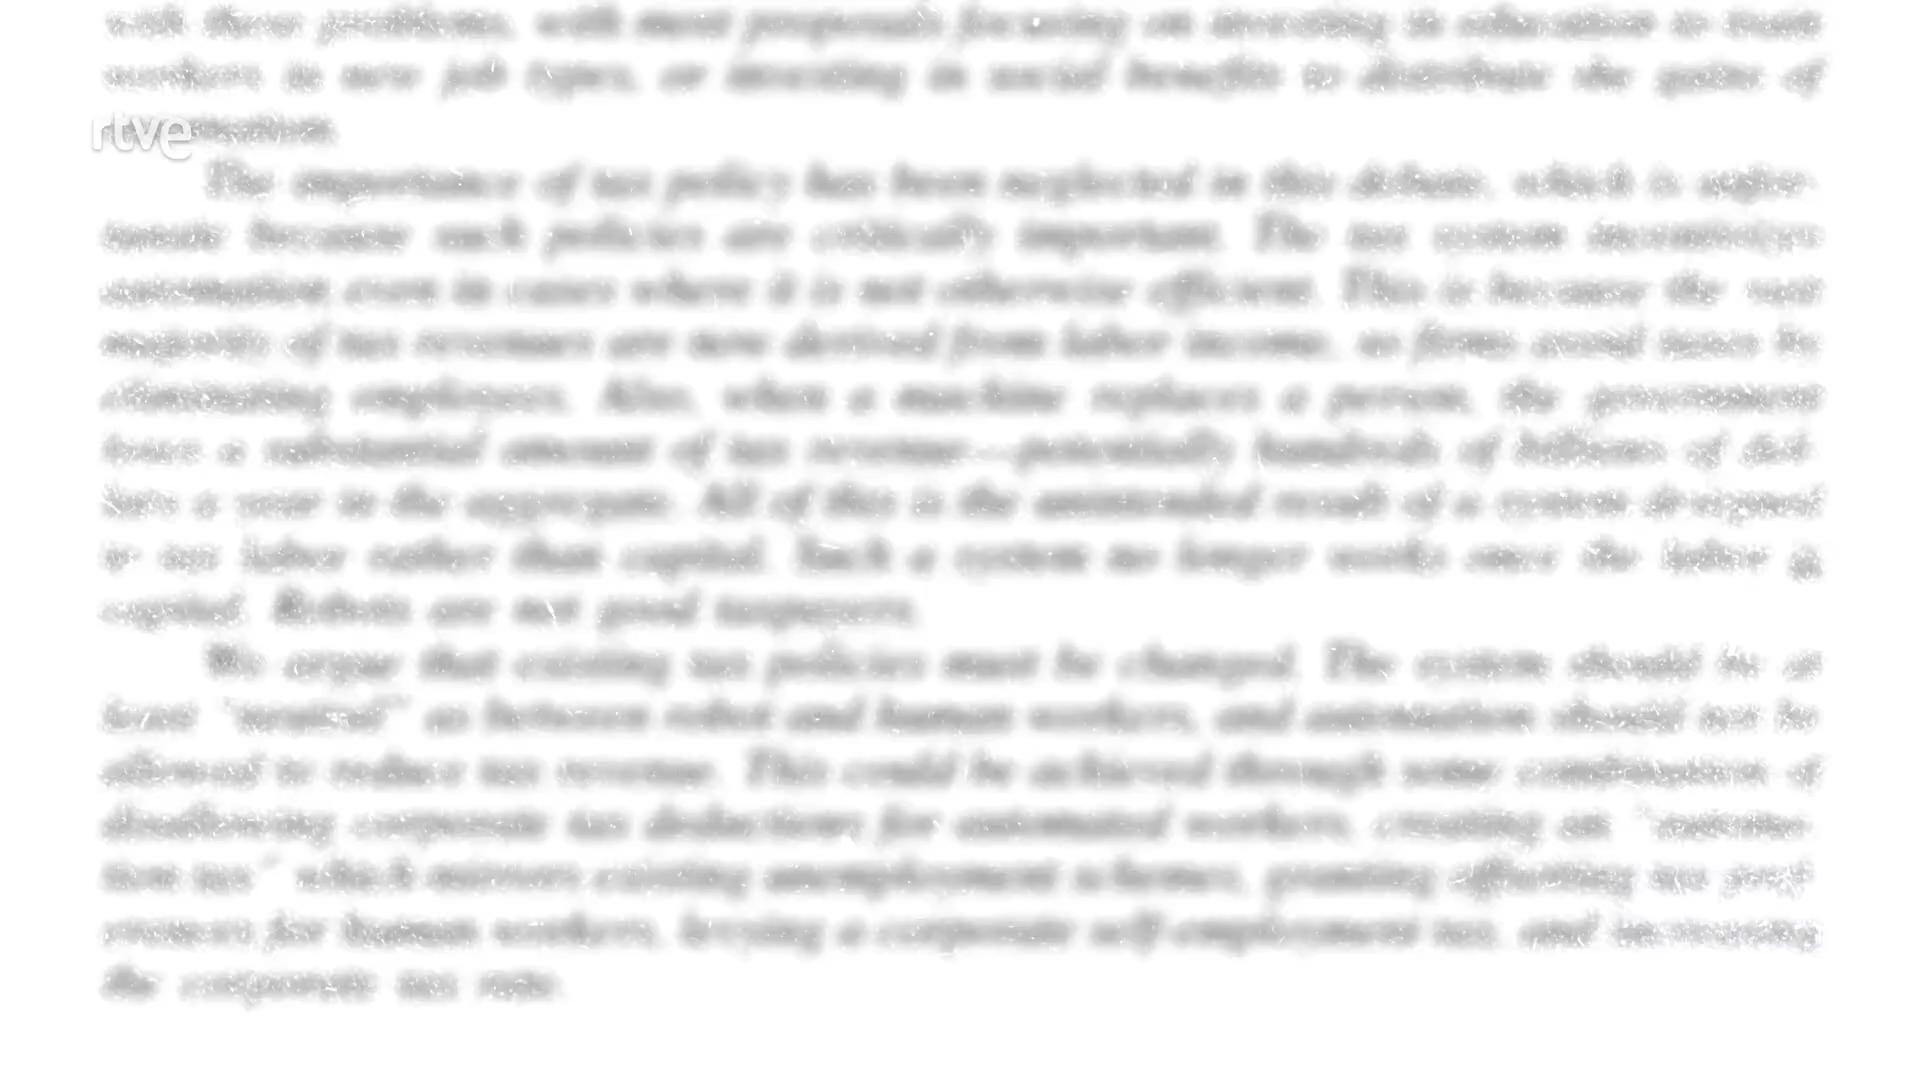 with these problems, with most proposals focusing on investing in education to train
workers in new job types, or investing in social benefits to distribute the gains of
rtve
The importance of tax policy has been neglected in this debate, which is unfor-
tunate because such policies are critically important. The tax system incentivizes
automation even in cases where it is not otherwise efficient. This is because the vast
majority of tax revenues are now derived from labor income, so firms avoid taxes by
eliminating employees. Also, when a machine replaces a person, the government
loses a substantial amount of tax revenue—potentially hundreds of billions of dol-
lars a year in the aggregate. All of this is the unintended result of a system designed
to tax labor rather than capital. Such a system no longer works once the labor is
capital. Robots are not good taxpayers.
We argue that existing tax policies must be changed. The system should be at
least “neutral” as between robot and human workers, and automation should not be
allowed to reduce tax revenue. This could be achieved through some combination of
disallowing corporate tax deductions for automated workers, creating an “automa-
tion tax” which mirrors existing unemployment schemes, granting offsetting tax pref-
erences for human workers, levying a corporate self-employment tax, and increasing
the corporate tax rate.